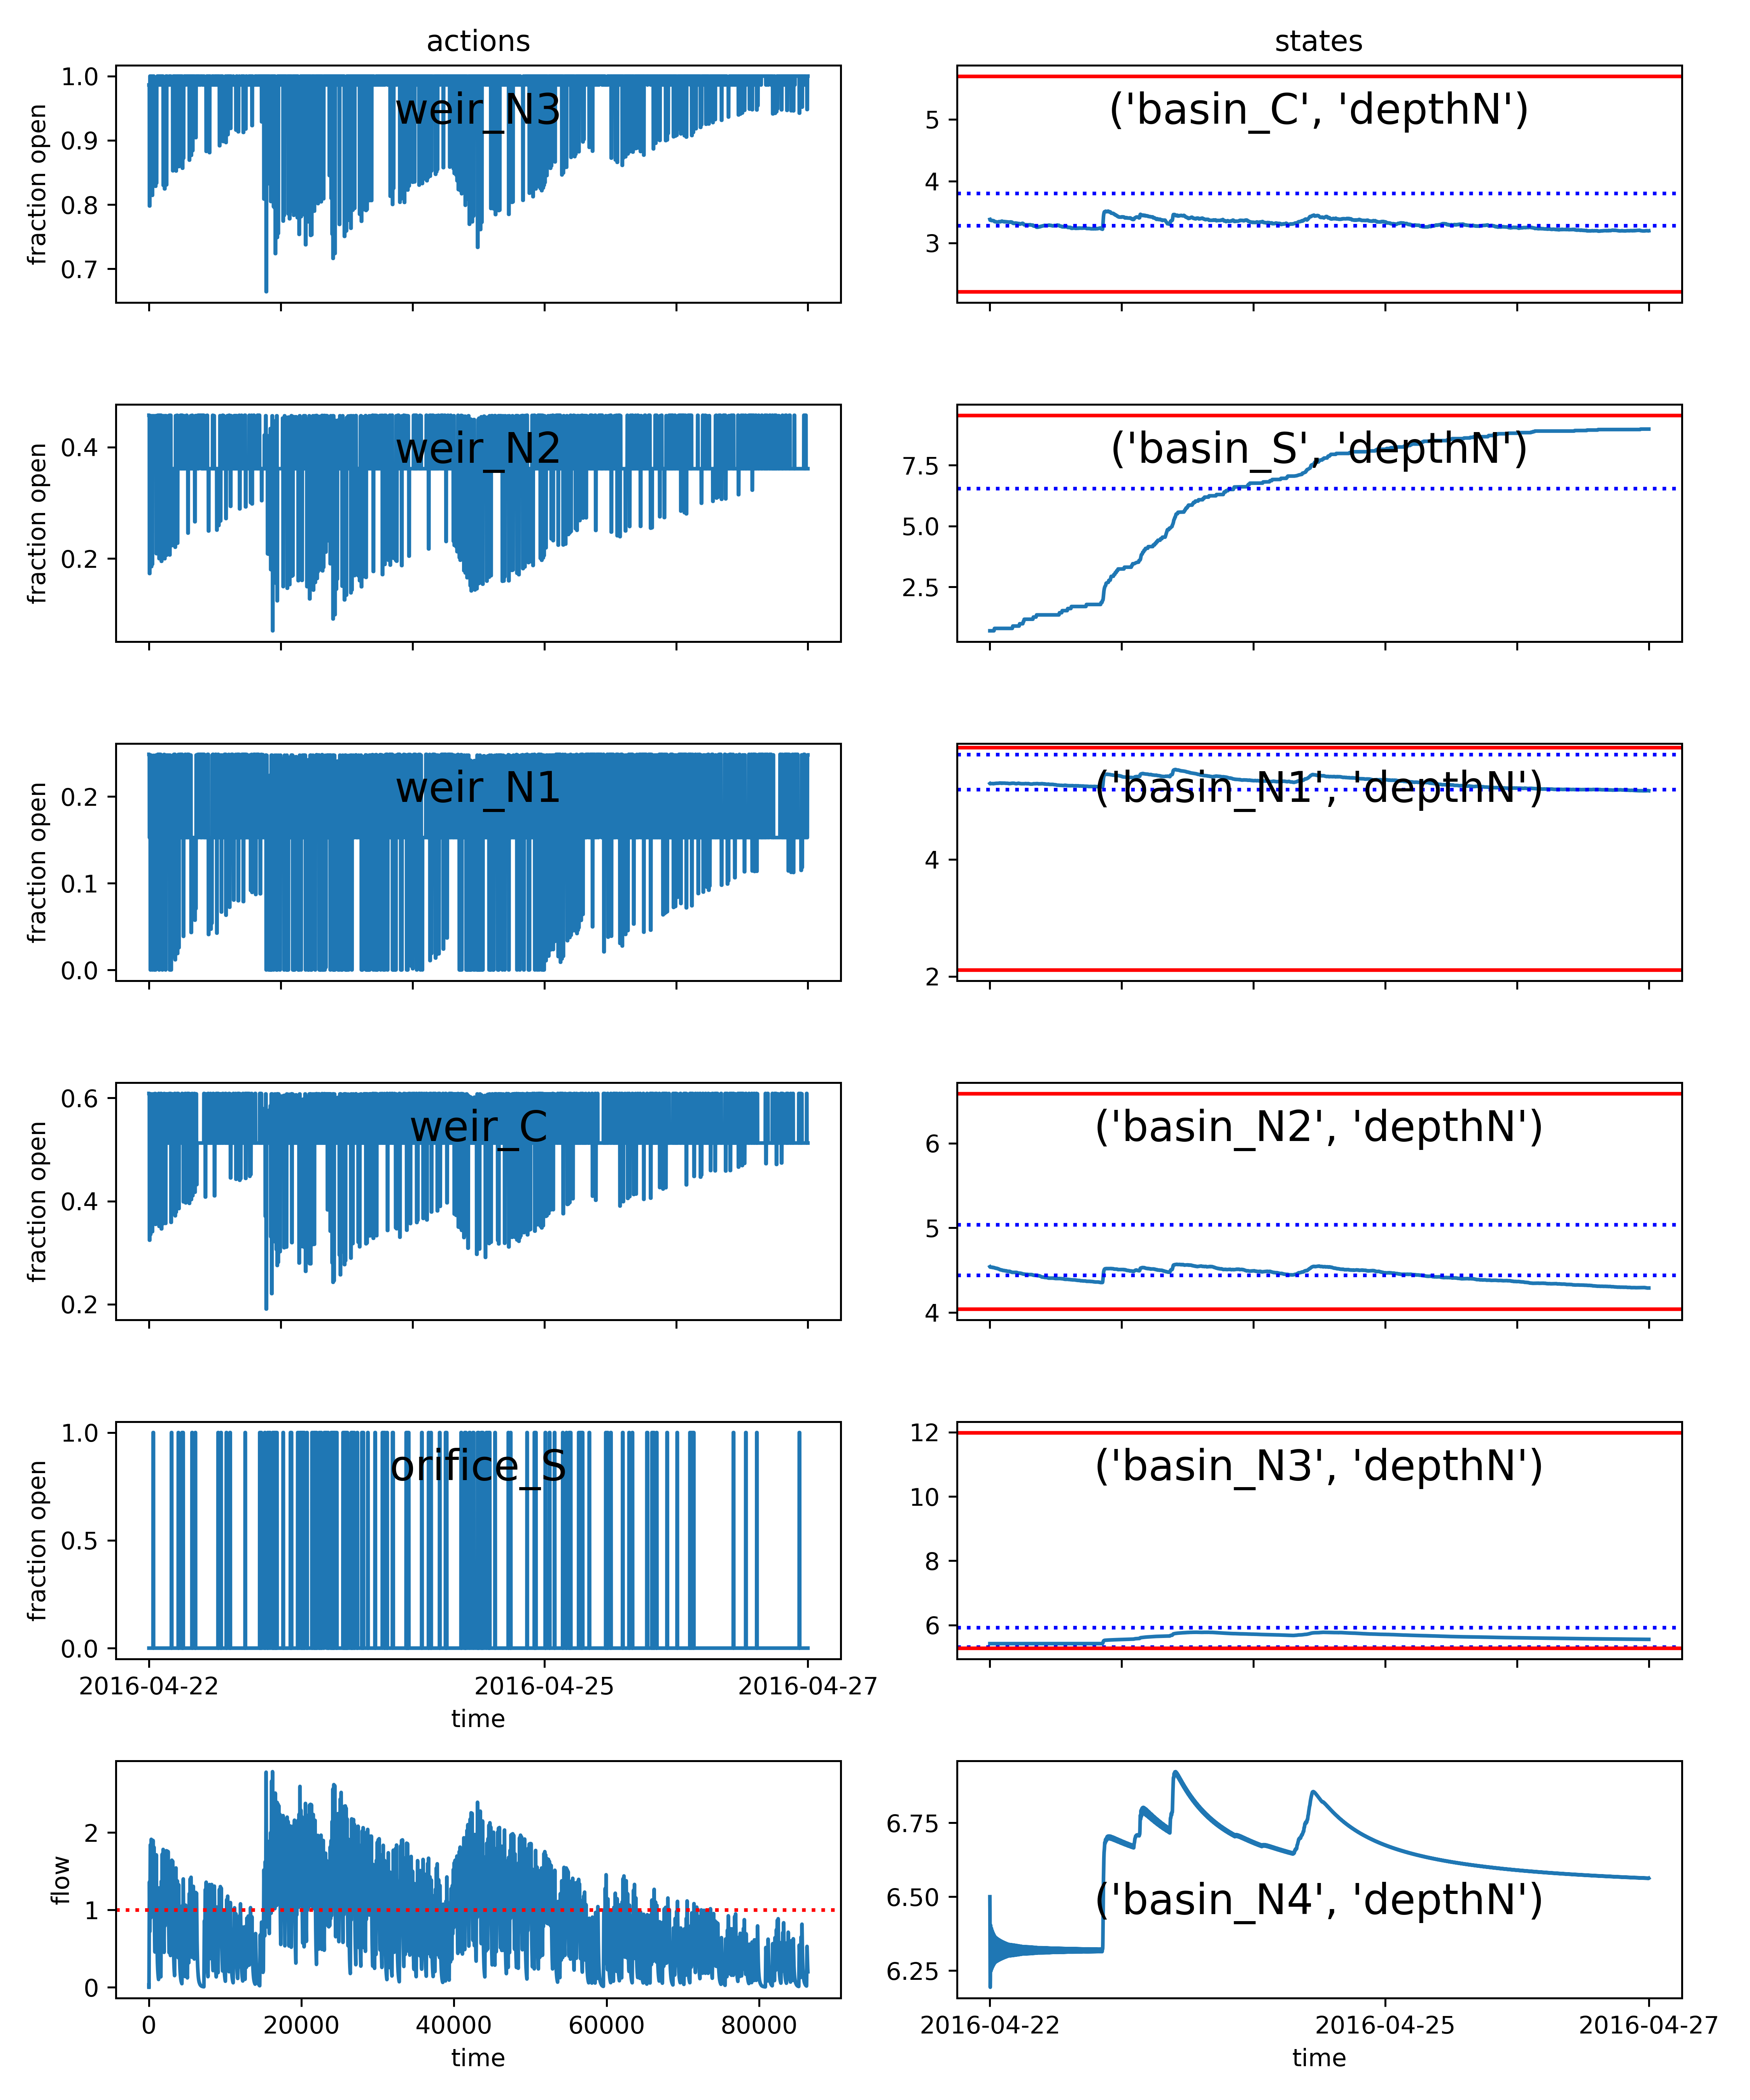 actions
1.0
0.9
0.8
0.7
fraction open
weir_N3
states
5
4
3
('basin_C', 'depthN')
0.4
0.2
fraction open
weir_N2
7.5
5.0
2.5
('basin_S', 'depthN')
0.2
0.1
0.0
fraction open
weir_N1
4
2
('basin_N1', 'depthN')
0.6
0.4
0.2
fraction open
weir_C
6
5
4
('basin_N2', 'depthN')
1.0
0.5
0.0
fraction open
orifice_S
2016-04-22 2016-04-25 2016-04-27
time
12
10
8
6
('basin_N3', 'depthN')
2
1
0
flow
0 20000 40000 60000 80000
time
6.75
6.50
6.25
('basin_N4', 'depthN')
2016-04-22 2016-04-25 2016-04-27
time